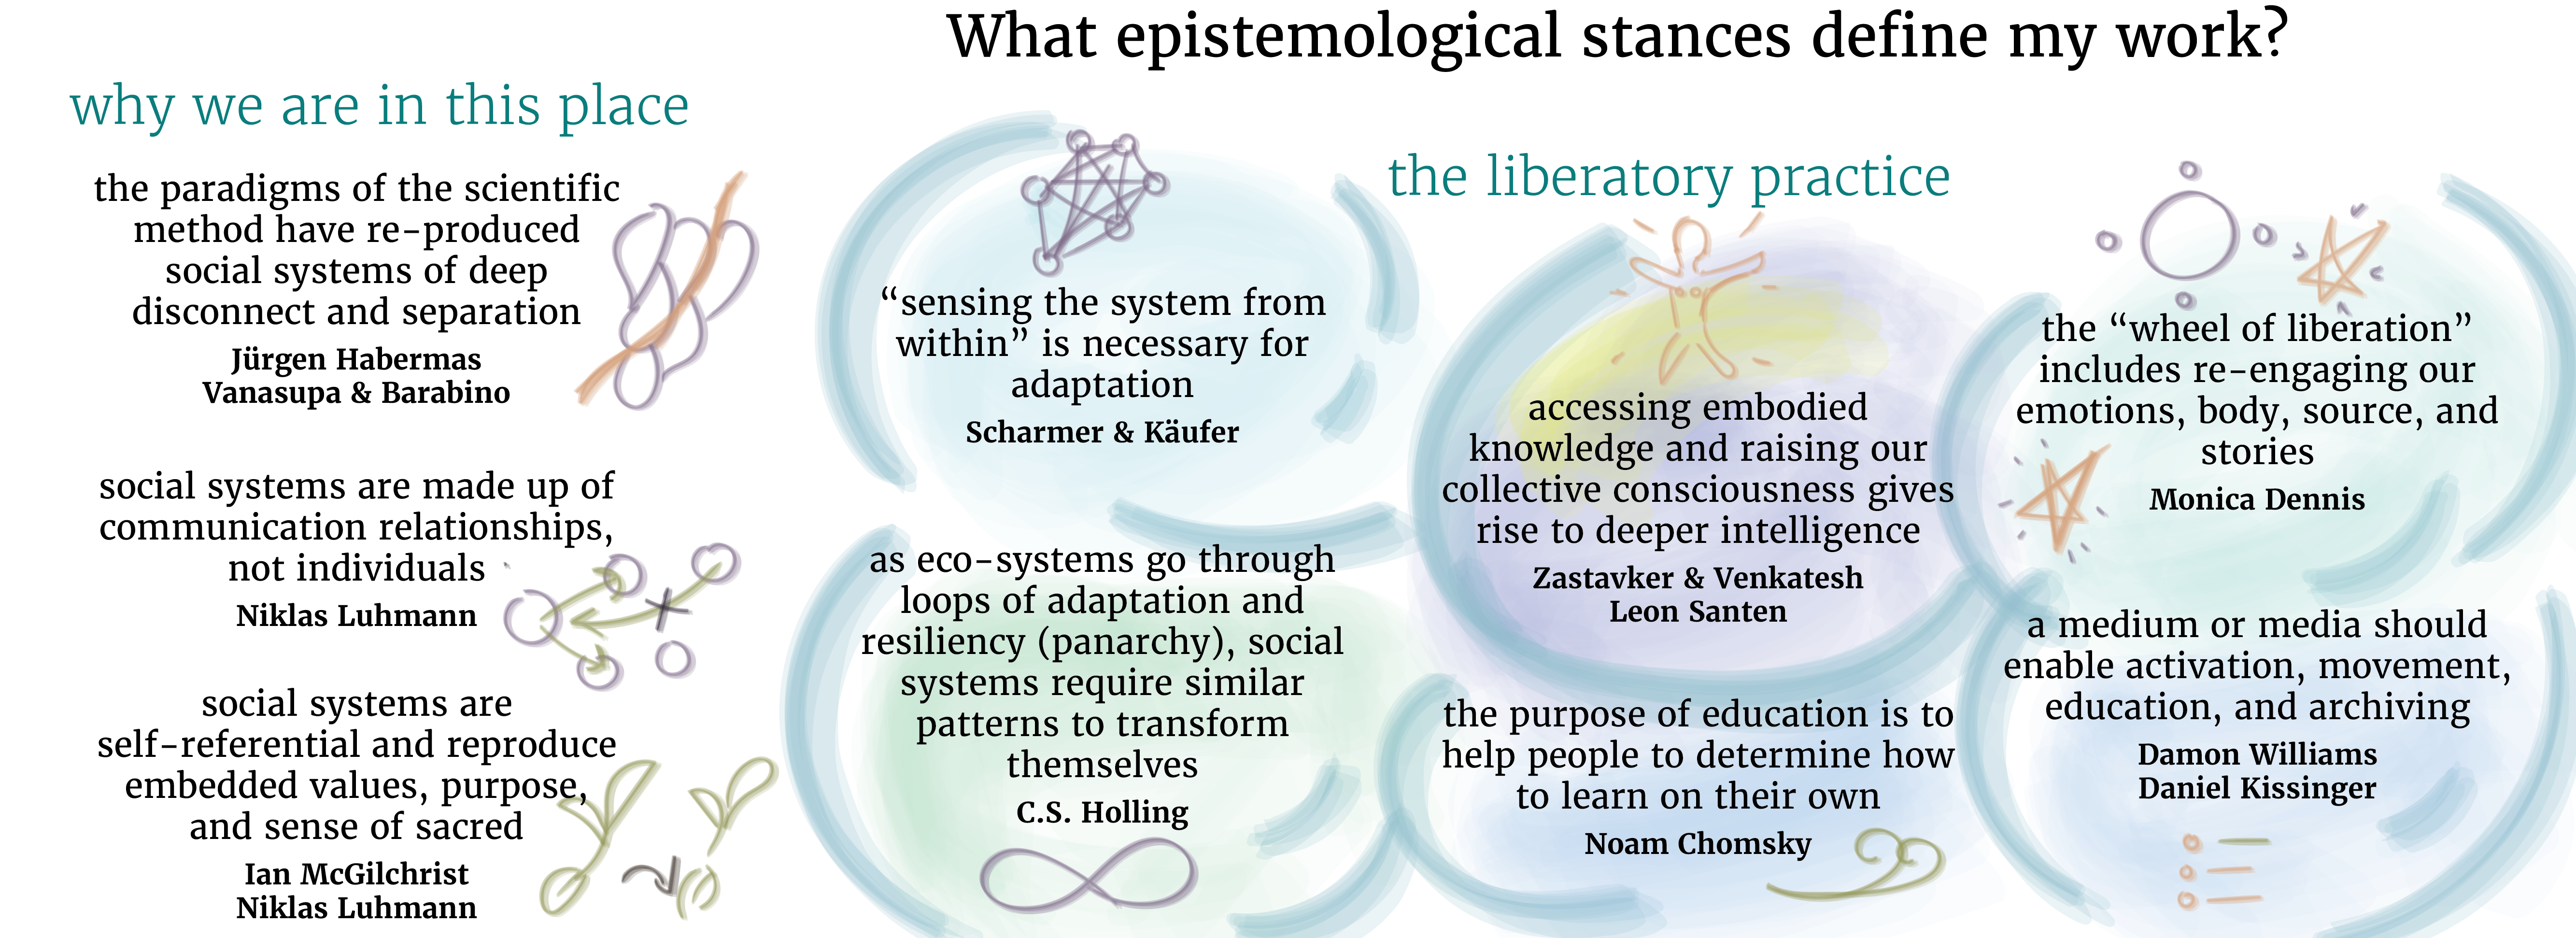 What epistemological stances define my work?
why we are in this place
the paradigms of the scientific
method have re-produced
social systems of deep
disconnect and separation
Jürgen Habermas
Vanasupa & Barabino
social systems are made up of
communication relationships,
not individuals
Niklas Luhmann
social systems are
self-referential and reproduce
embedded values, purpose,
and sense of sacred
Ian McGilchrist
Niklas Luhmann
the liberatory practice
“sensing the system from
within” is necessary for
adaptation
Scharmer & Käufer
as eco-systems go through
loops of adaptation and
resiliency (panarchy), social
systems require similar
patterns to transform
themselves
C.S. Holling
accessing embodied
knowledge and raising our
collective consciousness gives
rise to deeper intelligence
Zastavker & Venkatesh
Leon Santen
the purpose of education is to
help people to determine how
to learn on their own
Noam Chomsky
the “wheel of liberation”
includes re-engaging our
emotions, body, source, and
stories
Monica Dennis
a medium or media should
enable activation, movement,
education, and archiving
Damon Williams
Daniel Kissinger